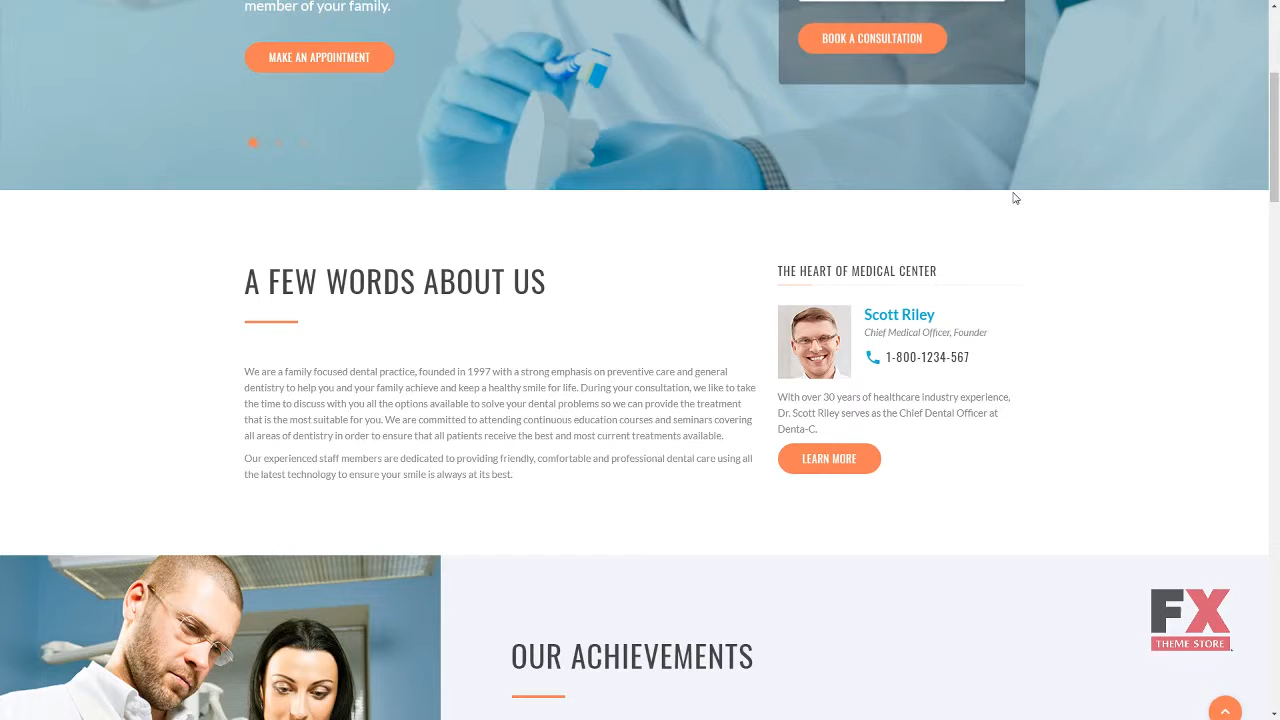 member of your family.
MAKE AN APPOINTMENT
BOOK A CONSULTATION
A FEW WORDS ABOUT US
We are a family focused dental practice, founded in 1997 with a strong emphasis on preventive care and general
dentistry to help you and your family achieve and keep a healthy smile for life. During your consultation, we like to take
the time to discuss with you all the options available to solve your dental problems so we can provide the treatment
that is the most suitable for you. We are committed to attending continuous education courses and seminars covering
all areas of dentistry in order to ensure that all patients receive the best and most current treatments available.
Our experienced staff members are dedicated to providing friendly, comfortable and professional dental care using all
the latest technology to ensure your smile is always at its best.
THE HEART OF MEDICAL CENTER
Scott Riley
Chief Medical Officer, Founder
1-800-1234-567
With over 30 years of healthcare industry experience,
Dr. Scott Riley serves as the Chief Dental Officer at
Denta-C.
LEARN MORE
OUR ACHIEVEMENTS
FX
THEME STORE